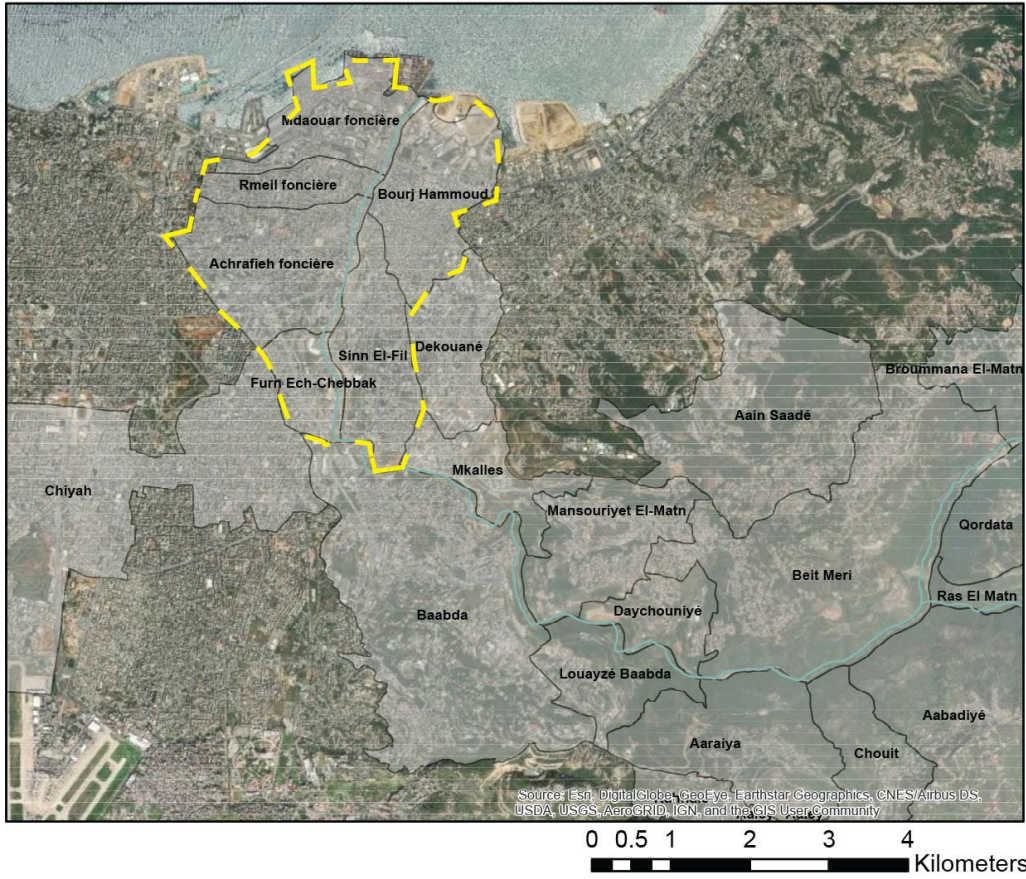 Mdaouar foncière
Rmeil foncière
Bourj Hammoud
Achrafieh foncière
Sinn El-Fil
Dekouané
Furn Ech-Chebbak
Broummana El-Matn
Aain Saadé
Mkalles
Chiyah
Mansouriyet El-Matn
Qordata
Beit Meri
Ras El Matn
Baabda
Daychouniyé
Louayzé Baabda
Aabadiyé
Aaraiya
Chouit
Source: Esri, DigitalGlobe, GeoEye, Earthstar Geographics, CNES/Airbus DS,
USDA, USGS, AeroGRID, IGN, and the GIS User Community
0 0.5 1 2 3 4
Kilometers